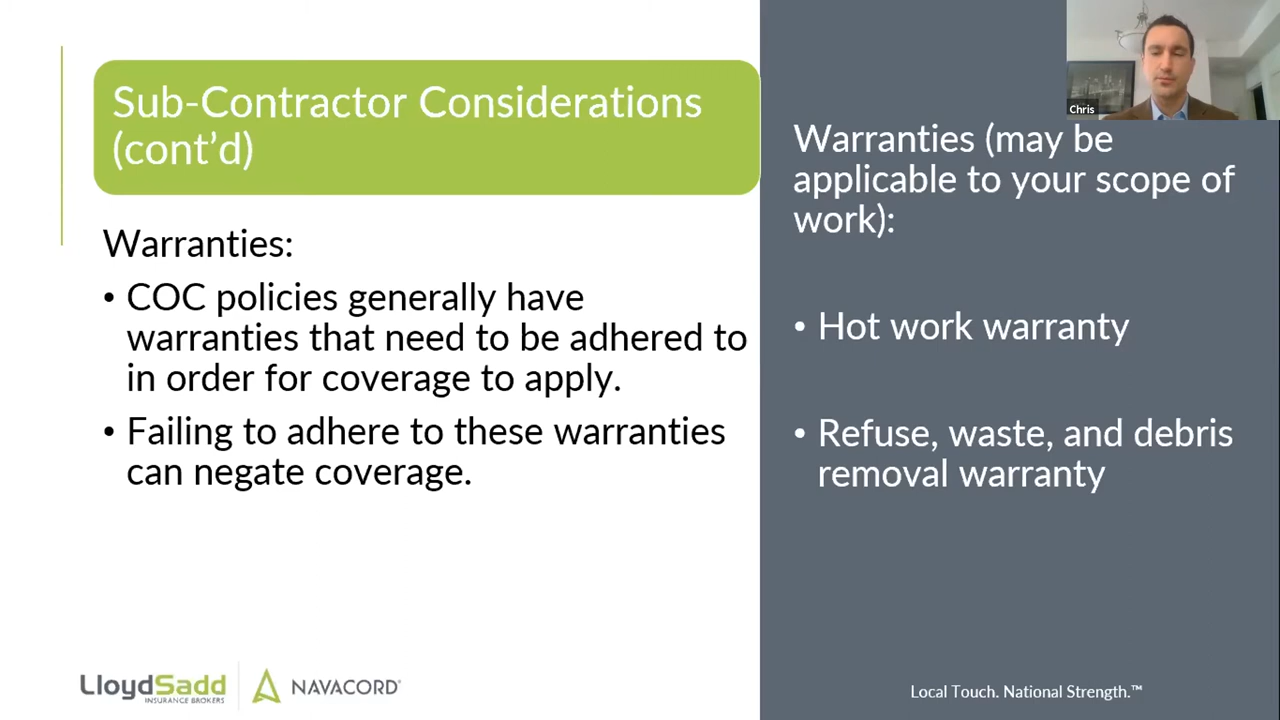 Sub-Contractor Considerations
(cont’d)
Warranties:
• COC policies generally have
warranties that need to be adhered to
in order for coverage to apply.
• Failing to adhere to these warranties
can negate coverage.
Chris
Warranties (may be
applicable to your scope of
work):
• Hot work warranty
• Refuse, waste, and debris
removal warranty
LloydSadd
INSURANCE BROKERS
NAVACORD
Local Touch. National Strength.™